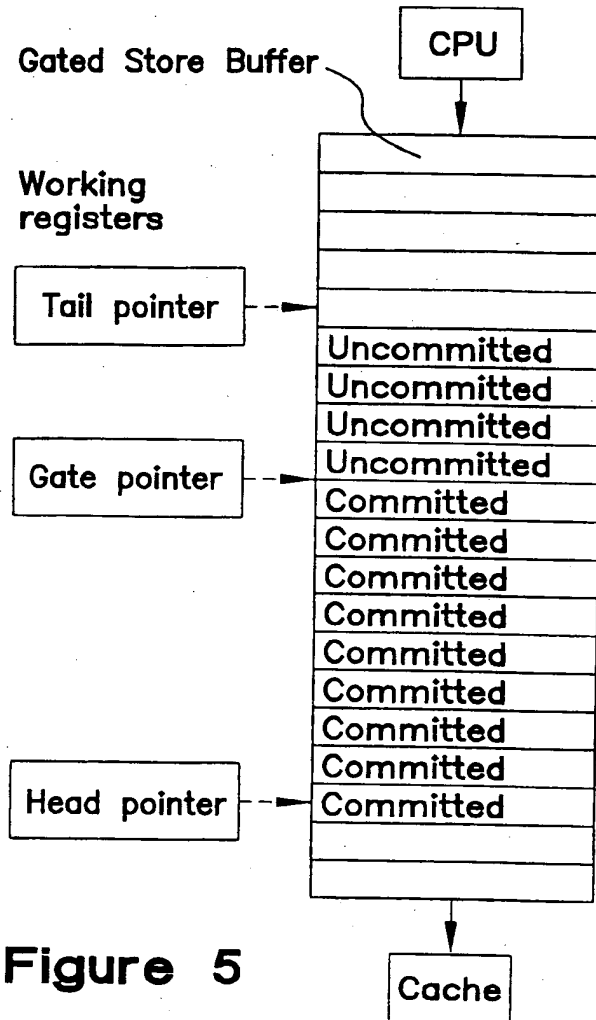 CPU
Gated Store Buffer
Working
registers
Tail pointer
Uncommitted
Uncommitted
Uncommitted
Uncommitted
Gate pointer
Committed
Committed
Committed
Committed
Committed
Committed
Committed
Committed
Committed
Head pointer
Figure 5
Cache